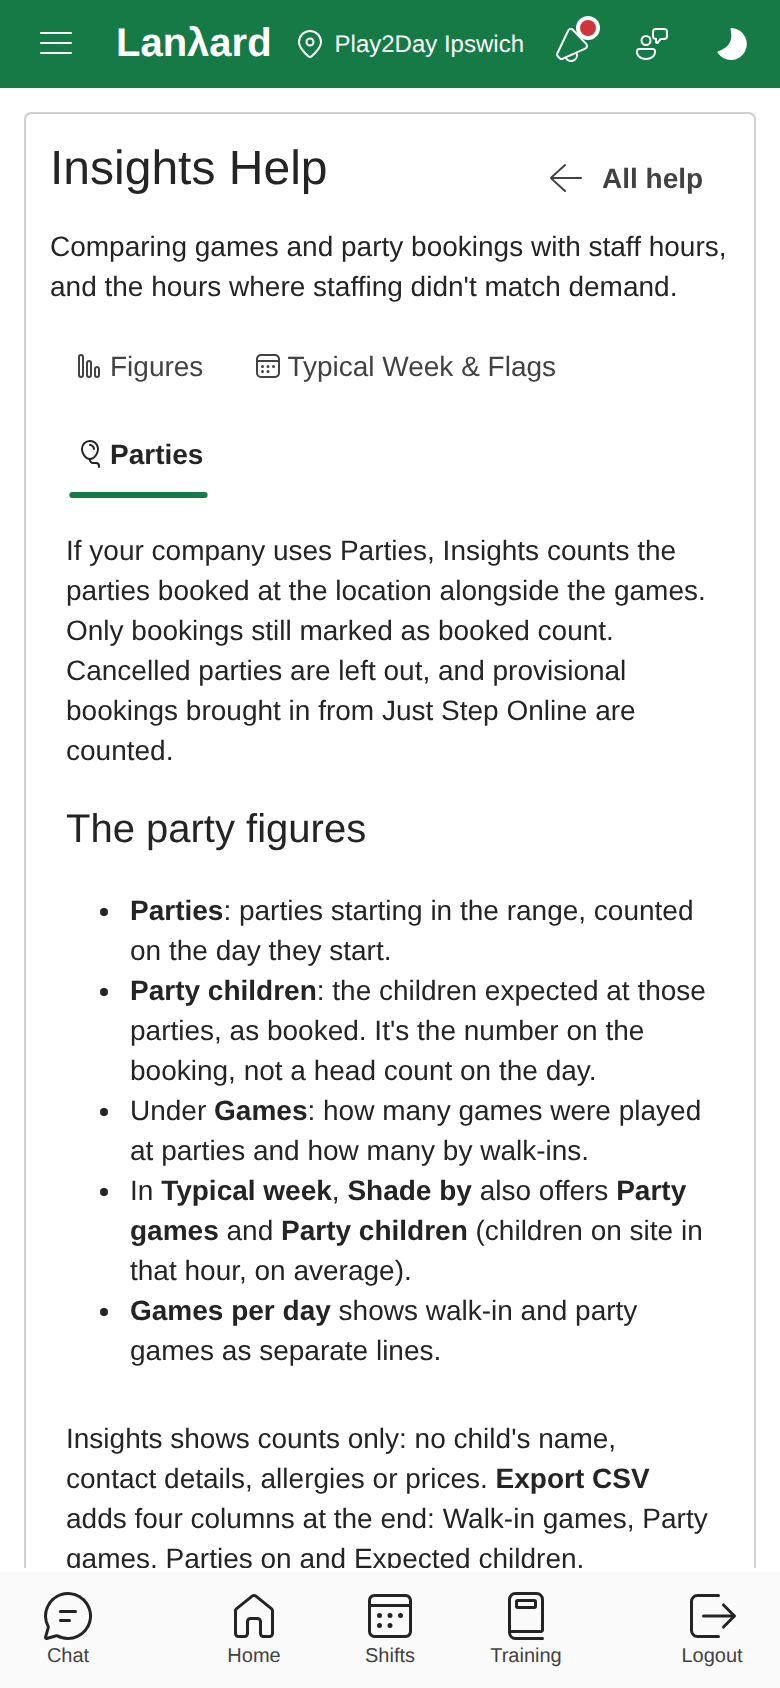 Lanλard
Play2Day Ipswich
Insights Help
All help
Comparing games and party bookings with staff hours,
and the hours where staffing didn't match demand.
Figures
Typical Week & Flags
Parties
If your company uses Parties, Insights counts the
parties booked at the location alongside the games.
Only bookings still marked as booked count.
Cancelled parties are left out, and provisional
bookings brought in from Just Step Online are
counted.
The party figures
• Parties: parties starting in the range, counted
on the day they start.
• Party children: the children expected at those
parties, as booked. It's the number on the
booking, not a head count on the day.
• Under Games: how many games were played
at parties and how many by walk-ins.
• In Typical week, Shade by also offers Party
games and Party children (children on site in
that hour, on average).
• Games per day shows walk-in and party
games as separate lines.
Insights shows counts only: no child's name,
contact details, allergies or prices. Export CSV
adds four columns at the end: Walk-in games, Party
games, Parties on and Expected children.
Chat
Home
Shifts
Training
Logout